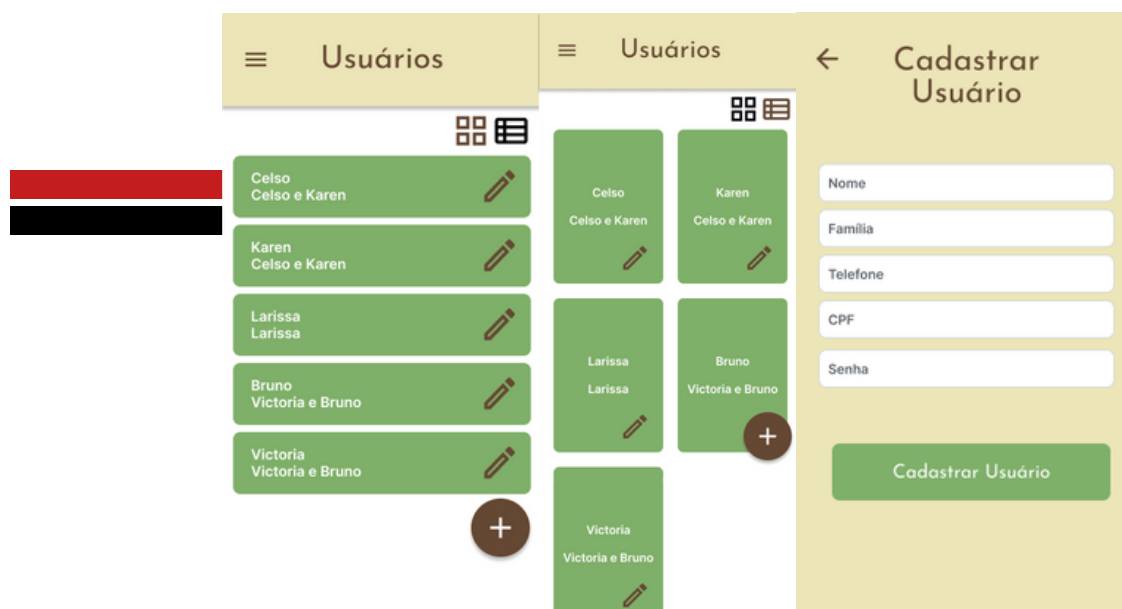 Usuários
Celso
Celso e Karen
Karen
Celso e Karen
Larissa
Larissa
Bruno
Victoria e Bruno
Victoria
Victoria e Bruno
Usuários
Celso
Celso e Karen
Karen
Celso e Karen
Larissa
Larissa
Bruno
Victoria e Bruno
Victoria
Victoria e Bruno
Cadastrar
Usuário
Nome
Família
Telefone
CPF
Senha
Cadastrar Usuário